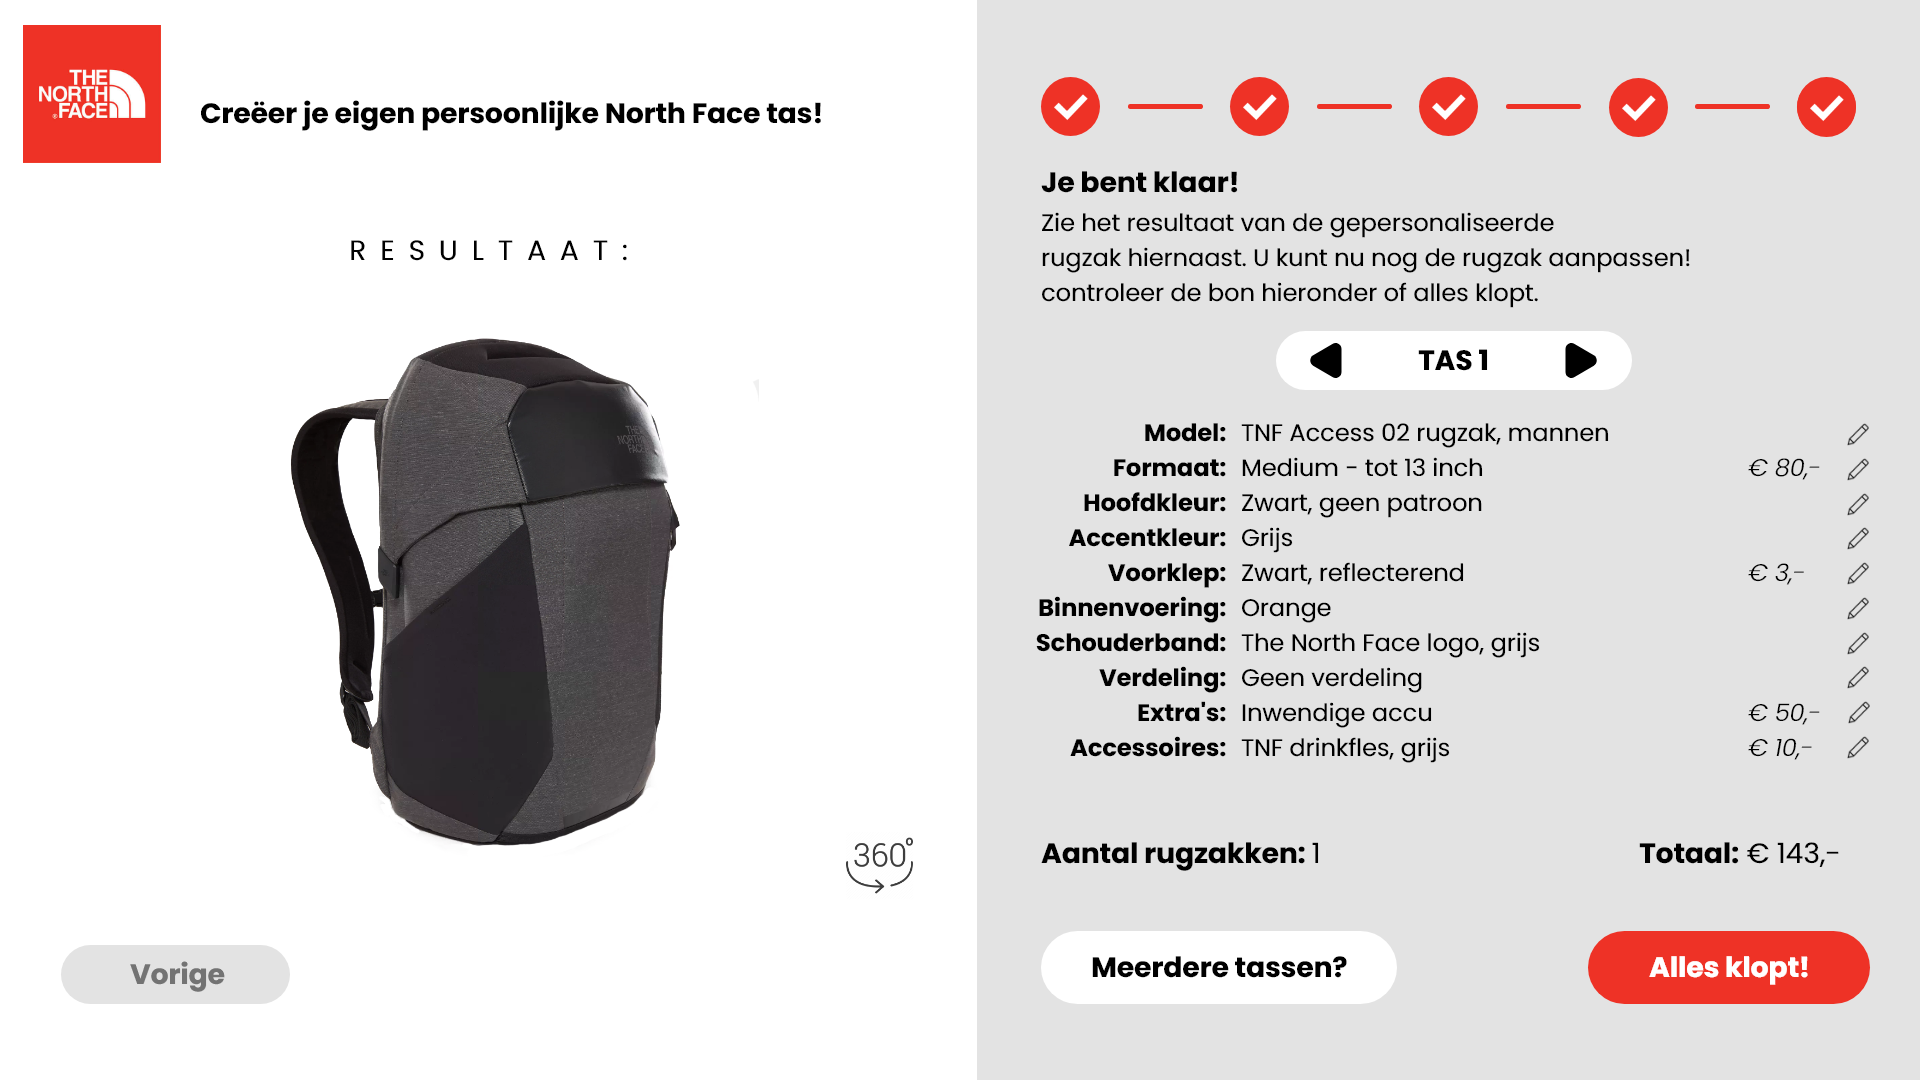 THE
NORTH
FACE
Creëer je eigen persoonlijke North Face tas!
RESULTAAT:
THE
NORTH
FACE
360°
Vorige
Je bent klaar!
Zie het resultaat van de gepersonaliseerde
rugzak hiernaast. U kunt nu nog de rugzak aanpassen!
controleer de bon hieronder of alles klopt.
TAS 1
Model: TNF Access 02 rugzak, mannen
Formaat: Medium - tot 13 inch € 80,-
Hoofdkleur: Zwart, geen patroon
Accentkleur: Grijs
Voorklep: Zwart, reflecterend € 3,-
Binnenvoering: Orange
Schouderband: The North Face logo, grijs
Verdeling: Geen verdeling
Extra's: Inwendige accu € 50,-
Accessoires: TNF drinkfles, grijs € 10,-
Aantal rugzakken: 1 Totaal: € 143,-
Meerdere tassen? Alles klopt!